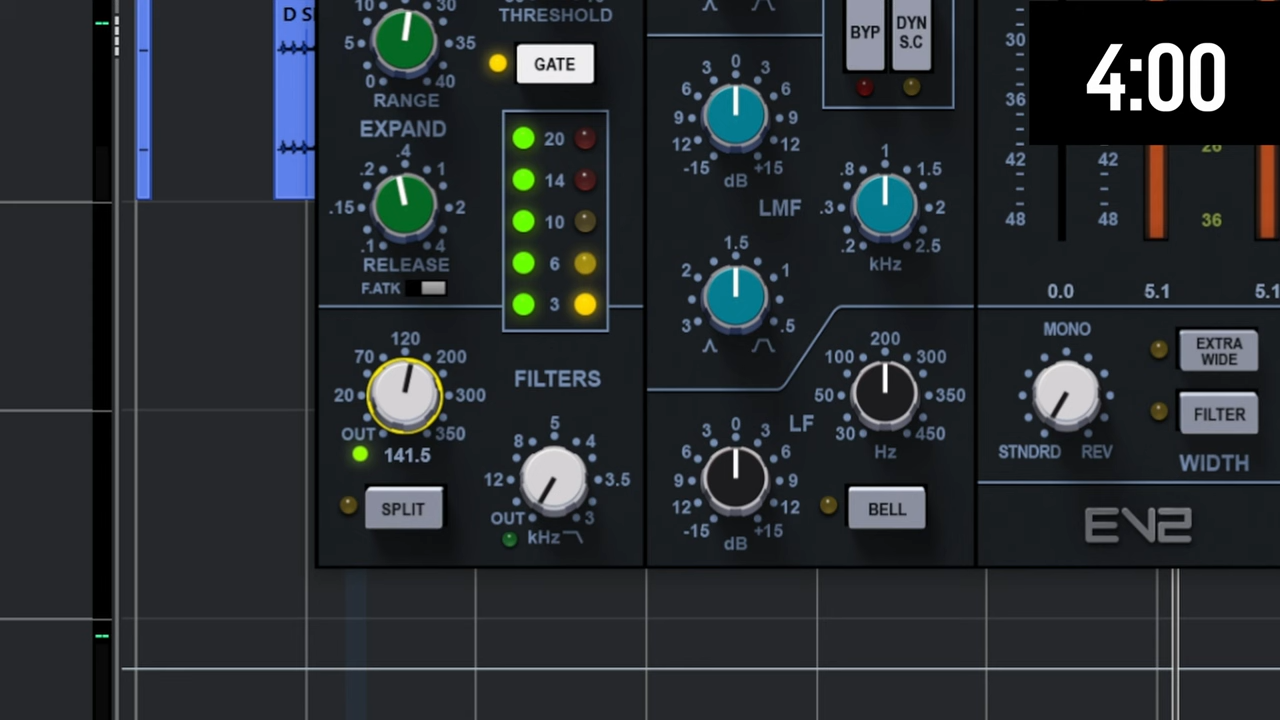 D S
10
30
5
35
0
40
RANGE
THRESHOLD
GATE
EXPAND
.2
.4
1
.15
2
.1
4
RELEASE
F.ATK
20
14
10
6
3
120
70
200
20
300
OUT
350
141.5
SPLIT
FILTERS
5
8
4
12
3.5
OUT
3
kHz
BYP
DYN
S.C
0
3
3
6
6
9
9
12
12
-15
+15
dB
LMF
1
.8
1.5
.3
2
.2
2.5
kHz
1.5
2
1
3
.5
200
100
300
50
350
30
450
Hz
LF
0
3
3
6
6
9
9
12
12
-15
+15
dB
BELL
4:00
30
36
42
42
26
48
48
36
0.0
5.1
5.1
MONO
STNDRD
REV
EXTRA
WIDE
FILTER
WIDTH
EV2